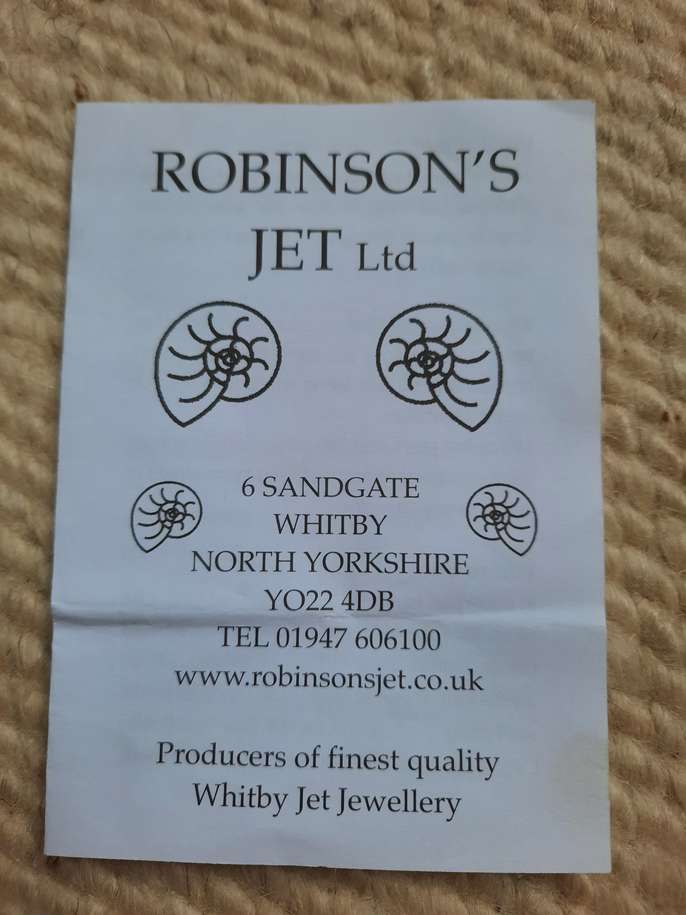 ROBINSON'S
JET Ltd
6 SANDGATE
WHITBY
NORTH YORKSHIRE
YO22 4DB
TEL 01947 606100
www.robinsonsjet.co.uk
Producers of finest quality
Whitby Jet Jewellery